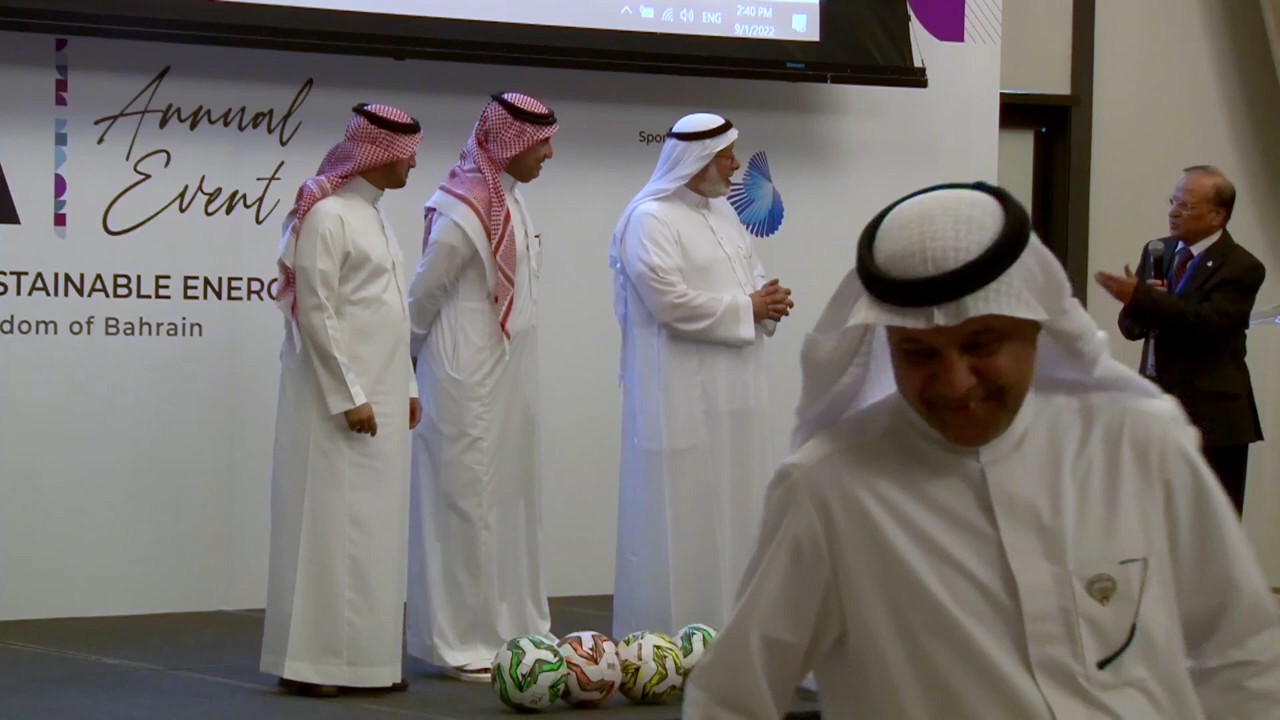 ENG
2:40 PM
9/1/2022
Annual
Event
STAINABLE ENERG
dom of Bahrain
Spo